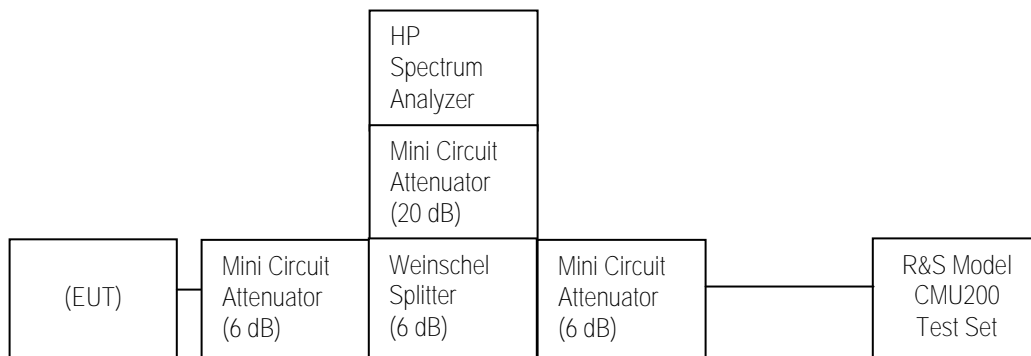 HP
Spectrum
Analyzer
Mini Circuit
Attenuator
(20 dB)
(EUT)
Mini Circuit
Attenuator
(6 dB)
Weinschel
Splitter
(6 dB)
Mini Circuit
Attenuator
(6 dB)
R&S Model
CMU200
Test Set